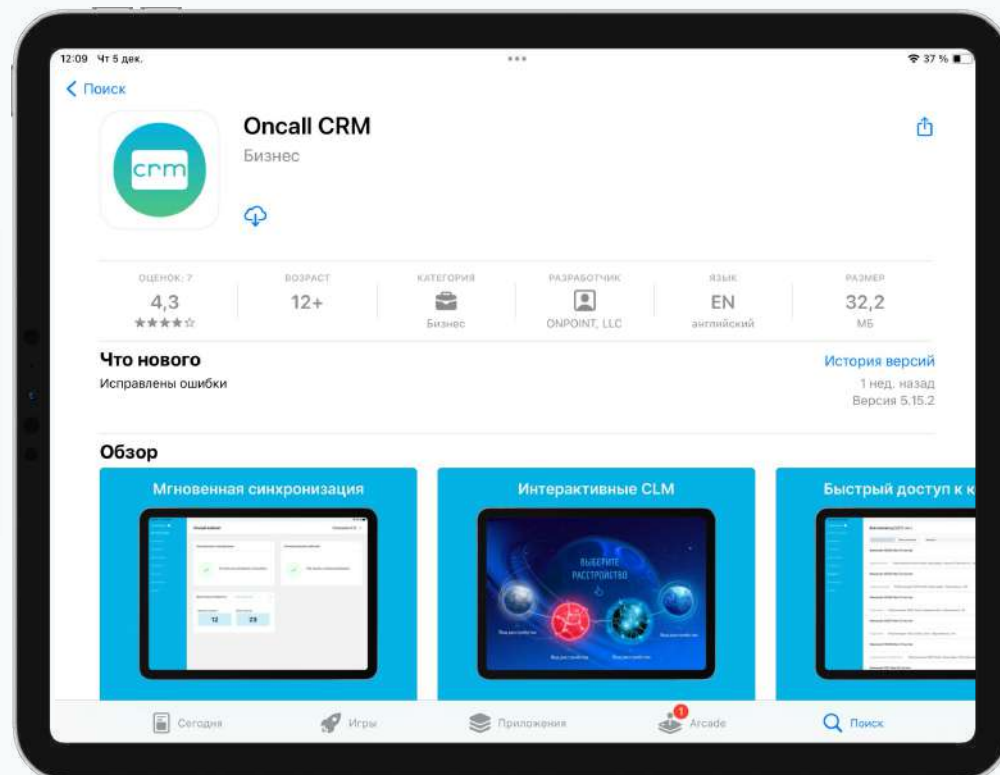 12:09 Чт 5 дек.
37 %
Поиск
crm
Oncall CRM
Бизнес
ОЦЕНОК: 7
4,3
ВОЗРАСТ
12+
КАТЕГОРИЯ
Бизнес
РАЗРАБОТЧИК
ONPOINT, LLC
ЯЗЫК
EN
английский
РАЗМЕР
32,2
МБ
Что нового
История версий
Исправлены ошибки
1 нед. назад
Версия 5.15.2
Обзор
Мгновенная синхронизация
12
23
Интерактивные CLM
ВЫБЕРИТЕ
РАССТРОЙСТВО
Быстрый доступ к к
Сегодня
Игры
Приложения
1
Arcade
Поиск